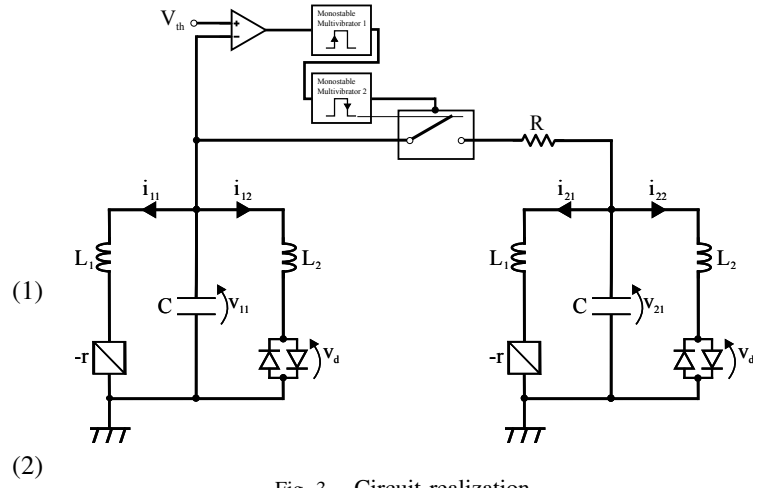 V_th
+
−
Monostable
Multivibrator 1
Monostable
Multivibrator 2
R
i_11
i_12
i_21
i_22
L_1
L_2
L_1
L_2
(1)
C
v_11
C
v_21
-r
v_d
-r
v_d
(2)
Fig. 3. Circuit realization